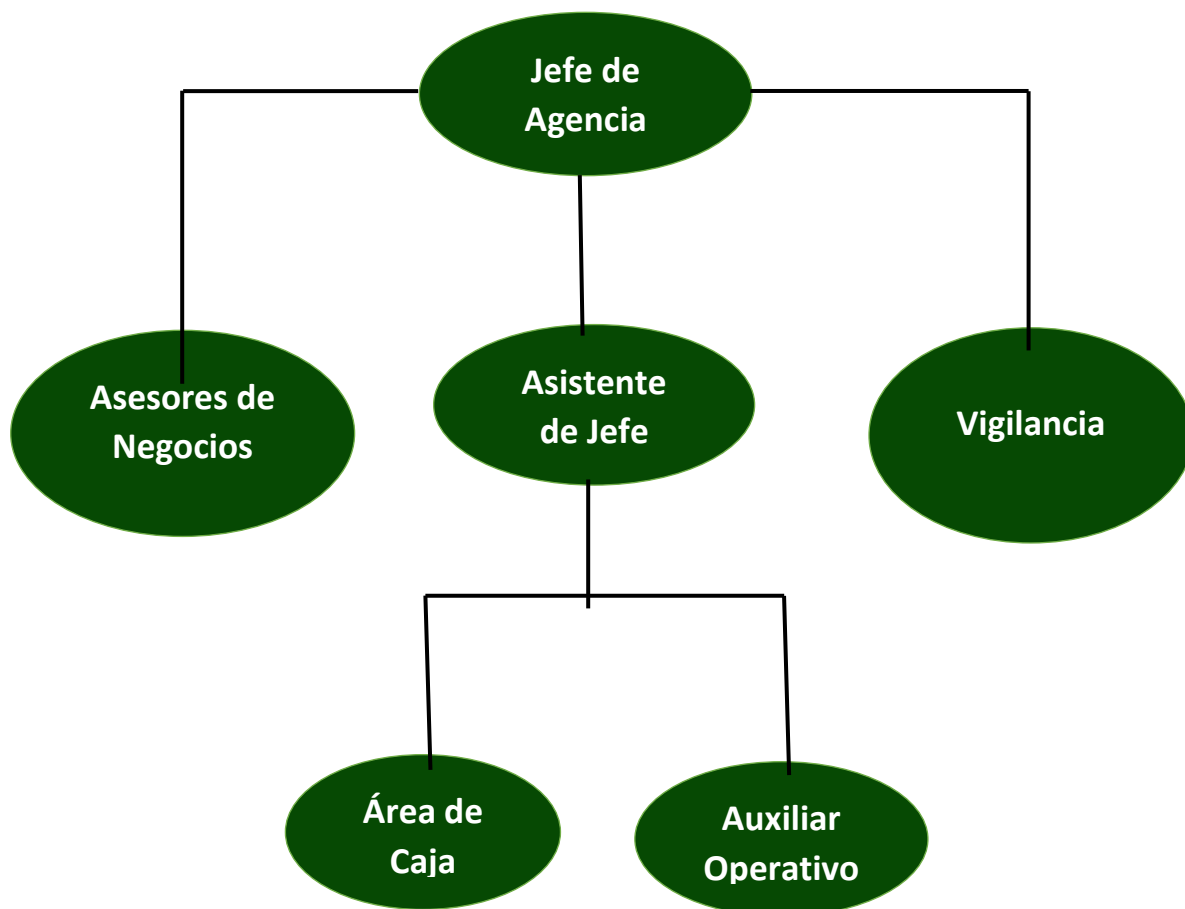 Jefe de
Agencia
Asesores de
Negocios
Asistente
de Jefe
Vigilancia
Área de
Caja
Auxiliar
Operativo